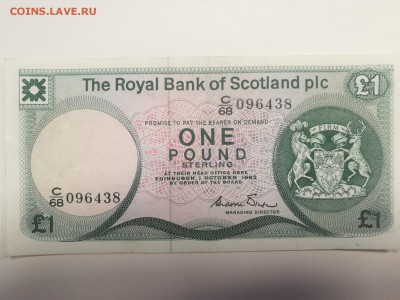 COINS.LAVE.RU
The Royal Bank of Scotland plc
£1
C/68 096438
PROMISE TO PAY THE BEARER ON DEMAND
ONE
POUND
STERLING
AT THEIR HEAD OFFICE HERE
EDINBURGH 1 OCTOBER 1983
BY ORDER OF THE BOARD
C/68 096438
MANAGING DIRECTOR
£1
£1